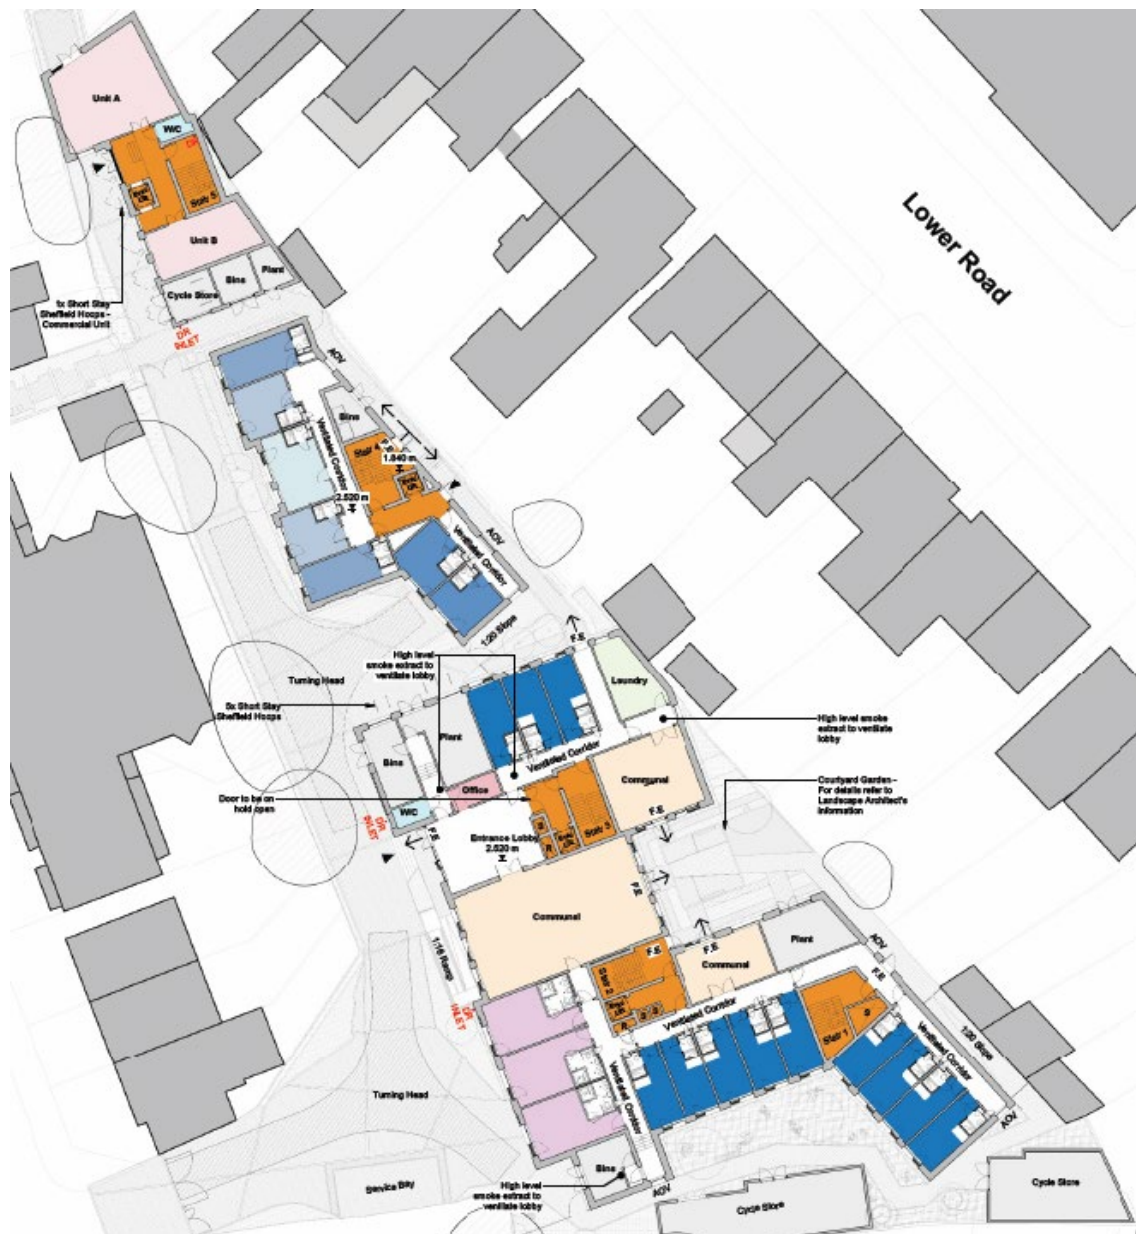 Unit A
W/C
DR
Evac Lift
Stair 5
Unit B
Plant
Bins
Cycle Store
1x Short Stay
Sheffield Hoops -
Commercial Unit
DR
INLET
Lower Road
AOV
Bins
Ventilated Corridor
Stair 4
F.E
1.840 m
2.520 m
AOV
Ventilated Corridor
1:20 Slope
High level
smoke extract to
ventilate lobby
F.E
Turning Head
Laundry
5x Short Stay
Sheffield Hoops
Plant
Bins
High level smoke
extract to ventilate
lobby
Ventilated Corridor
Communal
Courtyard Garden -
For details refer to
Landscape Architect's
information
Office
Door to be on
hold open
W/C
DR
INLET
F.E
Entrance Lobby
2.520 m
Stair 3
R
F.E
F.E
Communal
1:16 Ramp
F.E
F.E
Communal
Plant
AOV
F.E
Stair 2
R
Ventilated Corridor
Stair 1
DR
INLET
Ventilated Corridor
Ventilated Corridor
1:20 Slope
AOV
Turning Head
Bins
Service Bay
High level
smoke extract to
ventilate lobby
AOV
Cycle Store
Cycle Store